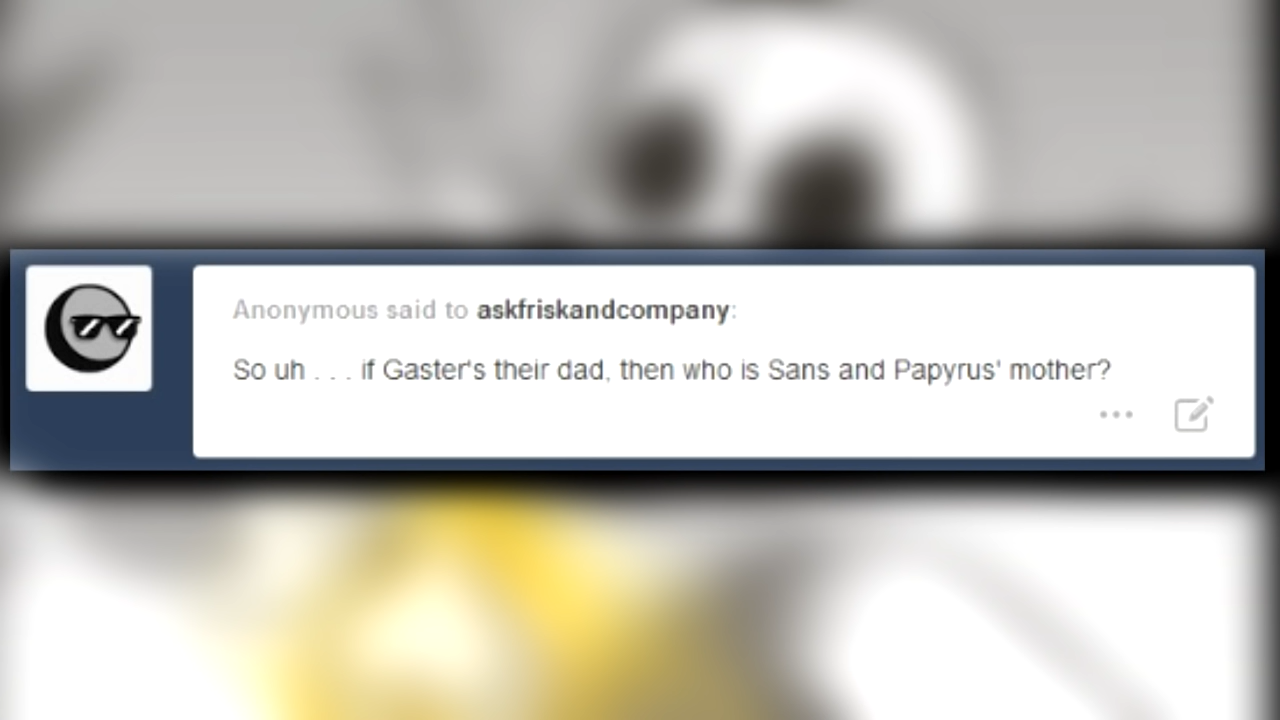 Anonymous said to askfriskandcompany:
So uh . . . if Gaster's their dad, then who is Sans and Papyrus' mother?